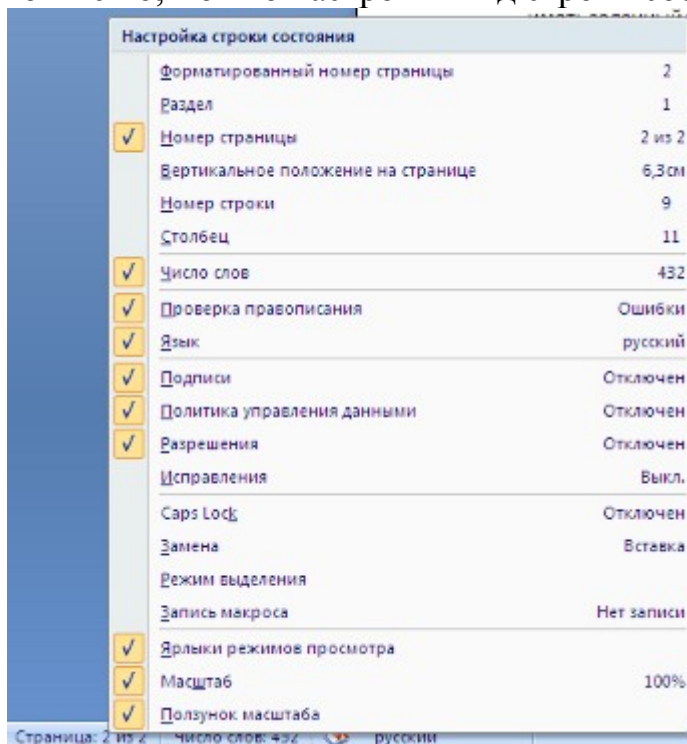 Настройка строки состояния
Форматированный номер страницы 2
Раздел 1
Номер страницы 2 из 2
Вертикальное положение на странице 6,3см
Номер строки 9
Столбец 11
Число слов 432
Проверка правописания Ошибки
Язык русский
Подписи Отключен
Политика управления данными Отключен
Разрешения Отключен
Исправления Выкл.
Caps Lock Отключен
Замена Вставка
Режим выделения
Запись макроса Нет записи
Ярлыки режимов просмотра
Масштаб 100%
Ползунок масштаба
Страница: 2 из 2 Число слов: 432 русский